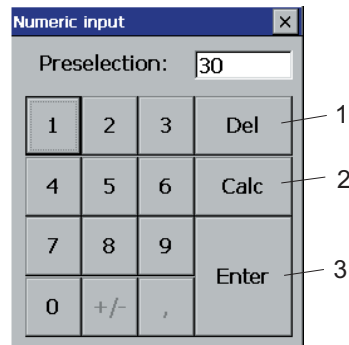 Numeric input ×
Preselection: 30
1 2 3 Del 1
4 5 6 Calc 2
7 8 9
Enter 3
0 +/- ,